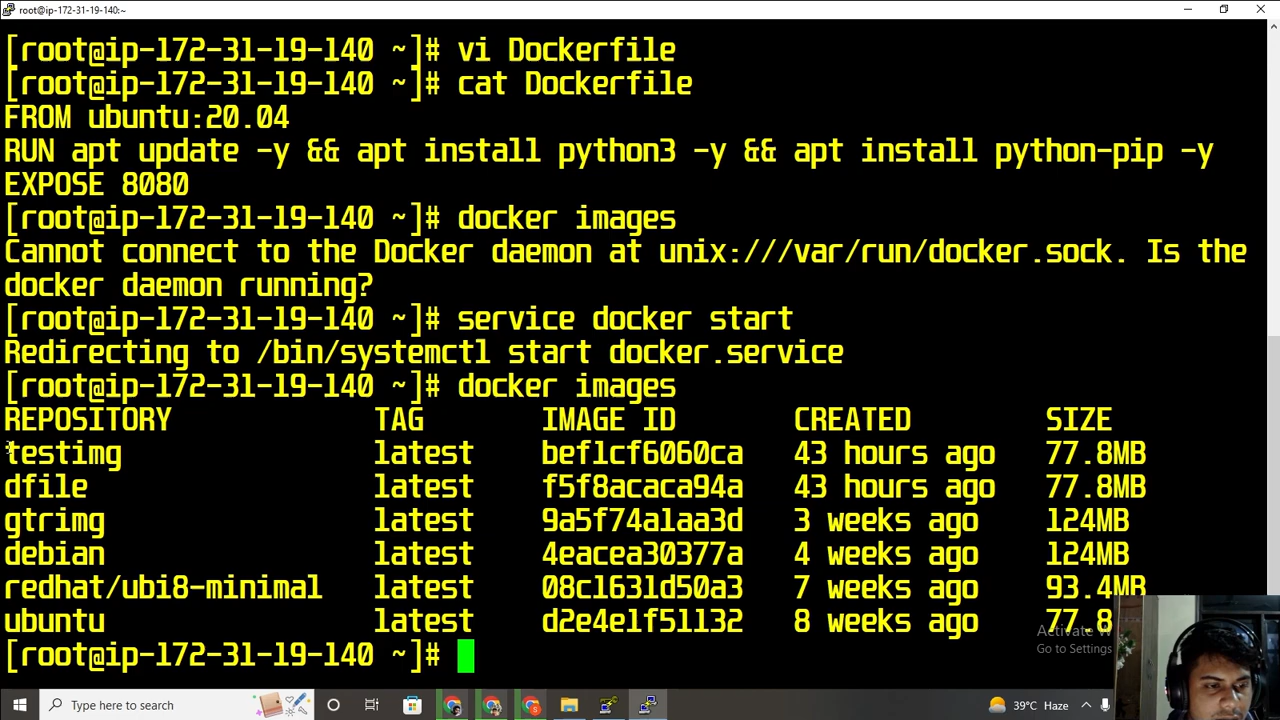 root@ip-172-31-19-140:~
[root@ip-172-31-19-140 ~]# vi Dockerfile
[root@ip-172-31-19-140 ~]# cat Dockerfile
FROM ubuntu:20.04
RUN apt update -y && apt install python3 -y && apt install python-pip -y
EXPOSE 8080
[root@ip-172-31-19-140 ~]# docker images
Cannot connect to the Docker daemon at unix:///var/run/docker.sock. Is the
docker daemon running?
[root@ip-172-31-19-140 ~]# service docker start
Redirecting to /bin/systemctl start docker.service
[root@ip-172-31-19-140 ~]# docker images
REPOSITORY TAG IMAGE ID CREATED SIZE
testimg latest bef1cf6060ca 43 hours ago 77.8MB
dfile latest f5f8acaca94a 43 hours ago 77.8MB
gtrimg latest 9a5f74a1aa3d 3 weeks ago 124MB
debian latest 4eacea30377a 4 weeks ago 124MB
redhat/ubi8-minimal latest 08c1631d50a3 7 weeks ago 93.4MB
ubuntu latest d2e4e1f51132 8 weeks ago 77.8
Activate W
Go to Settings
[root@ip-172-31-19-140 ~]#
Type here to search
39°C Haze